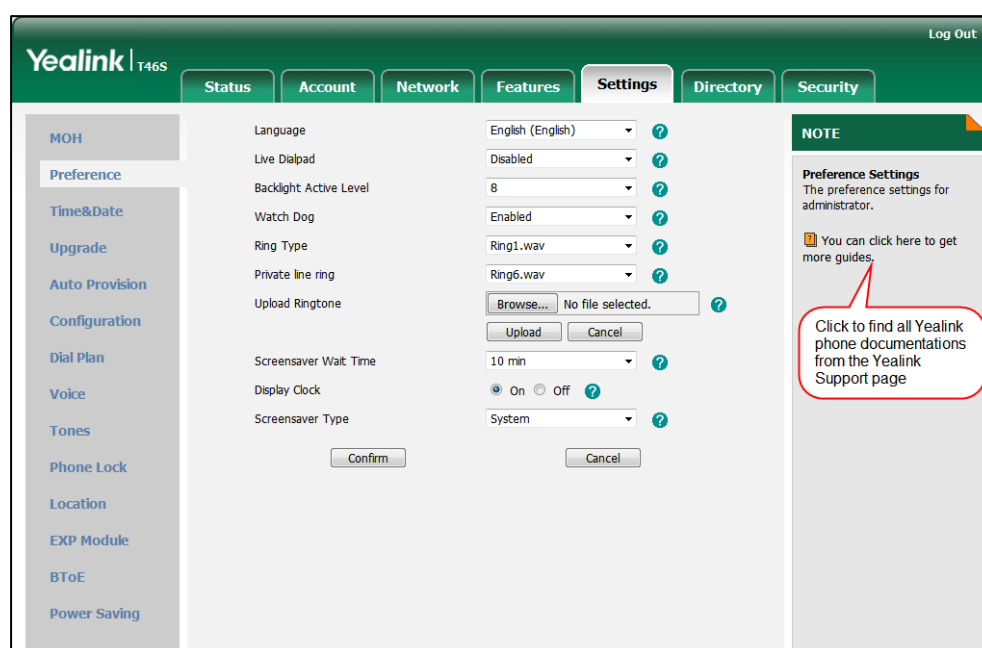 Log Out
Yealink | T46S
Status Account Network Features Settings Directory Security
MOH
Preference
Time&Date
Upgrade
Auto Provision
Configuration
Dial Plan
Voice
Tones
Phone Lock
Location
EXP Module
BToE
Power Saving
Language English (English) ?
Live Dialpad Disabled ?
Backlight Active Level 8 ?
Watch Dog Enabled ?
Ring Type Ring1.wav ?
Private line ring Ring6.wav ?
Upload Ringtone Browse... No file selected. ?
Upload Cancel
Screensaver Wait Time 10 min ?
Display Clock On Off ?
Screensaver Type System ?
Confirm Cancel
NOTE
Preference Settings
The preference settings for
administrator.
? You can click here to get
more guides.
Click to find all Yealink
phone documentations
from the Yealink
Support page